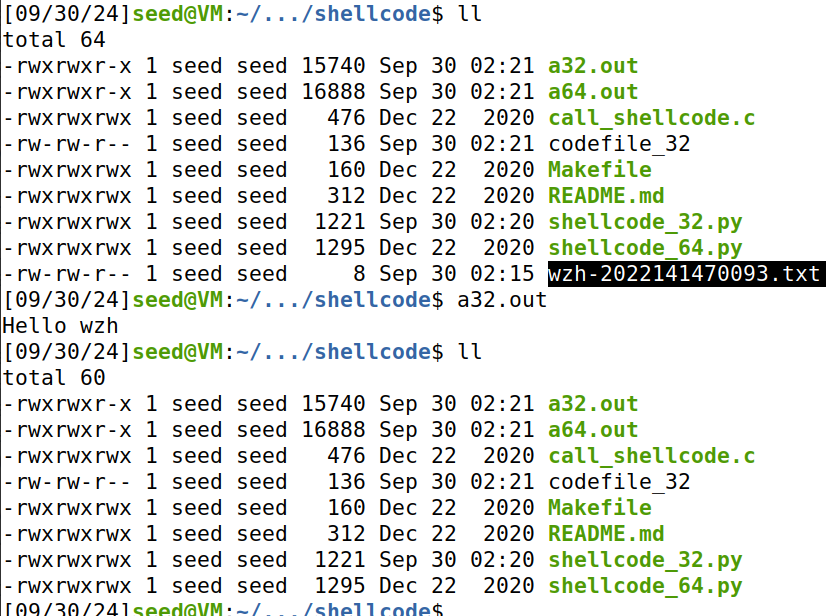 [09/30/24]seed@VM:~/.../shellcode$ ll
total 64
-rwxrwxr-x 1 seed seed 15740 Sep 30 02:21 a32.out
-rwxrwxr-x 1 seed seed 16888 Sep 30 02:21 a64.out
-rwxrwxrwx 1 seed seed   476 Dec 22  2020 call_shellcode.c
-rw-rw-r-- 1 seed seed   136 Sep 30 02:21 codefile_32
-rwxrwxrwx 1 seed seed   160 Dec 22  2020 Makefile
-rwxrwxrwx 1 seed seed   312 Dec 22  2020 README.md
-rwxrwxrwx 1 seed seed  1221 Sep 30 02:20 shellcode_32.py
-rwxrwxrwx 1 seed seed  1295 Dec 22  2020 shellcode_64.py
-rw-rw-r-- 1 seed seed     8 Sep 30 02:15 wzh-2022141470093.txt
[09/30/24]seed@VM:~/.../shellcode$ a32.out
Hello wzh
[09/30/24]seed@VM:~/.../shellcode$ ll
total 60
-rwxrwxr-x 1 seed seed 15740 Sep 30 02:21 a32.out
-rwxrwxr-x 1 seed seed 16888 Sep 30 02:21 a64.out
-rwxrwxrwx 1 seed seed   476 Dec 22  2020 call_shellcode.c
-rw-rw-r-- 1 seed seed   136 Sep 30 02:21 codefile_32
-rwxrwxrwx 1 seed seed   160 Dec 22  2020 Makefile
-rwxrwxrwx 1 seed seed   312 Dec 22  2020 README.md
-rwxrwxrwx 1 seed seed  1221 Sep 30 02:20 shellcode_32.py
-rwxrwxrwx 1 seed seed  1295 Dec 22  2020 shellcode_64.py
[09/30/24]seed@VM:~/.../shellcode$